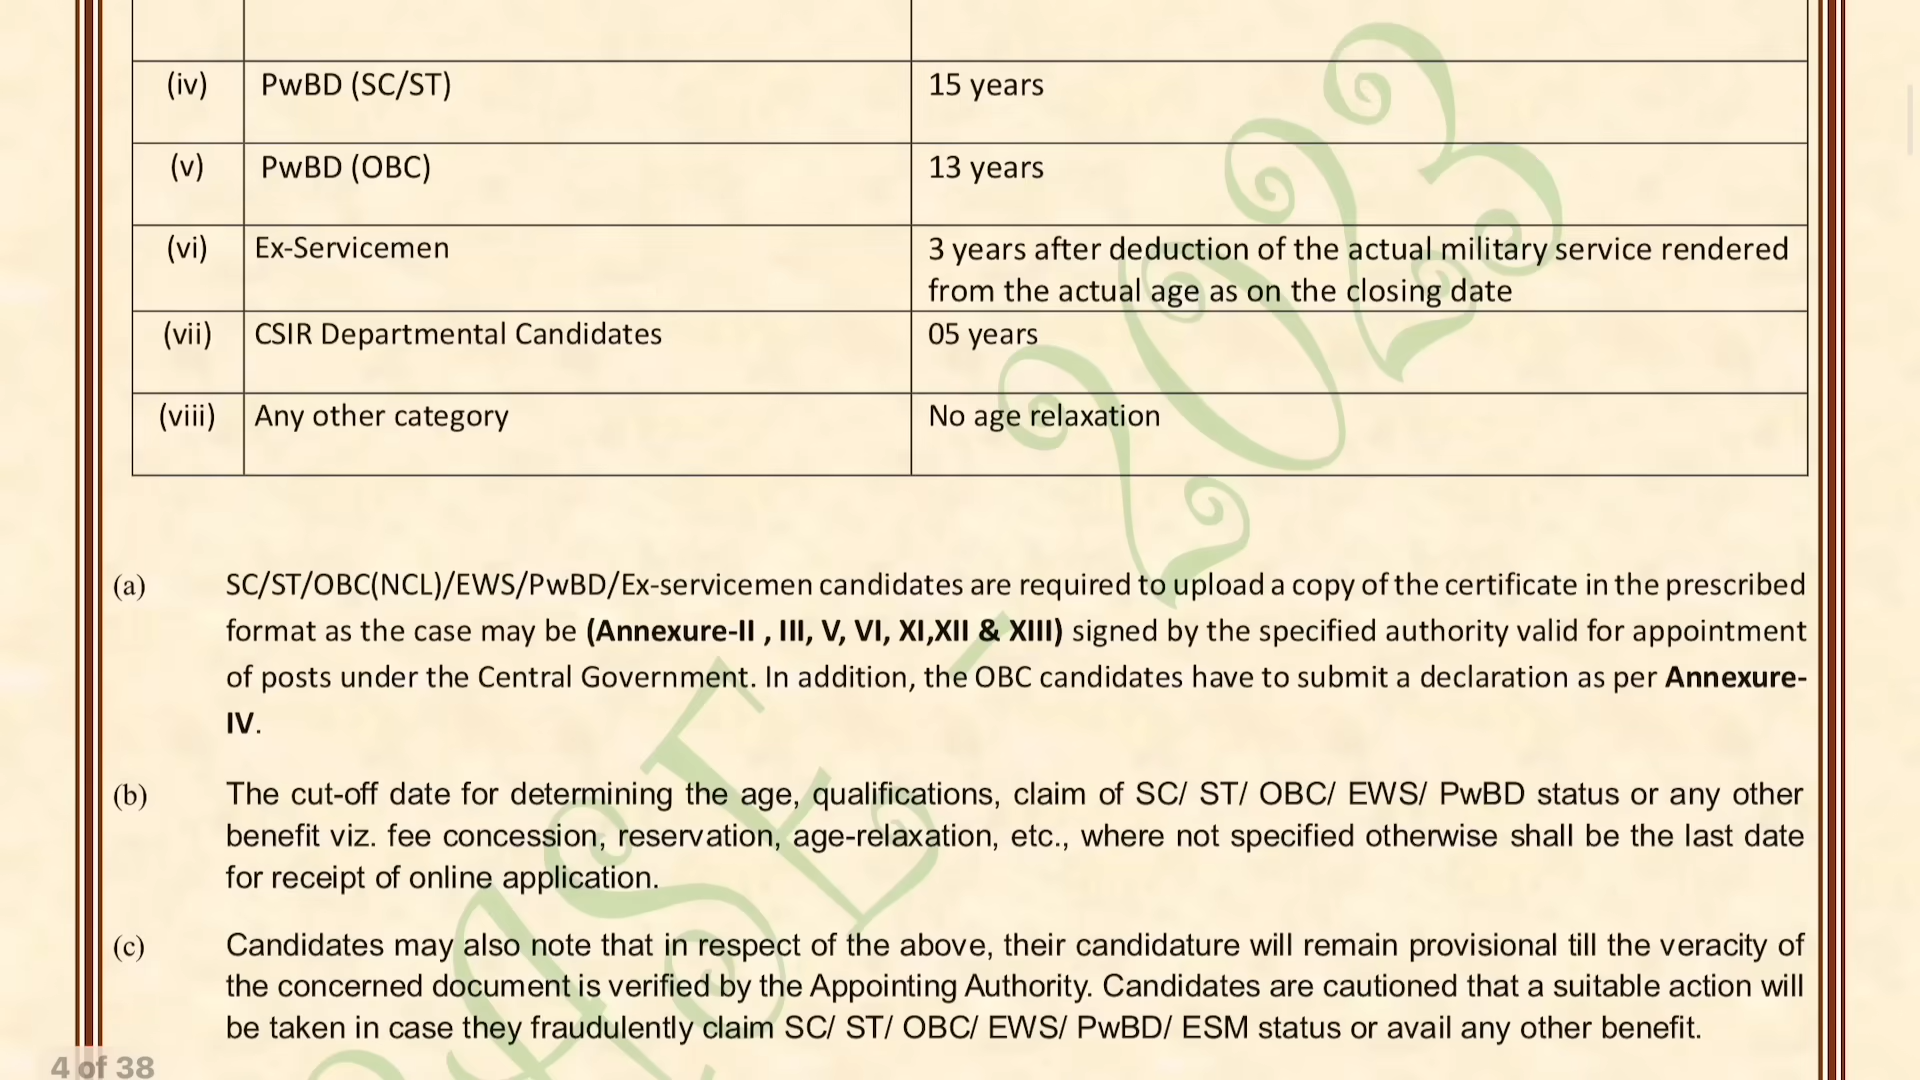 (iv) PwBD (SC/ST) 15 years
(v) PwBD (OBC) 13 years
(vi) Ex-Servicemen 3 years after deduction of the actual military service rendered
from the actual age as on the closing date
(vii) CSIR Departmental Candidates 05 years
(viii) Any other category No age relaxation
(a) SC/ST/OBC(NCL)/EWS/PwBD/Ex-servicemen candidates are required to upload a copy of the certificate in the prescribed
format as the case may be (Annexure-II , III, V, VI, XI,XII & XIII) signed by the specified authority valid for appointment
of posts under the Central Government. In addition, the OBC candidates have to submit a declaration as per Annexure-
IV.
(b) The cut-off date for determining the age, qualifications, claim of SC/ ST/ OBC/ EWS/ PwBD status or any other
benefit viz. fee concession, reservation, age-relaxation, etc., where not specified otherwise shall be the last date
for receipt of online application.
(c) Candidates may also note that in respect of the above, their candidature will remain provisional till the veracity of
the concerned document is verified by the Appointing Authority. Candidates are cautioned that a suitable action will
be taken in case they fraudulently claim SC/ ST/ OBC/ EWS/ PwBD/ ESM status or avail any other benefit.
4 of 38
CASE - 2023